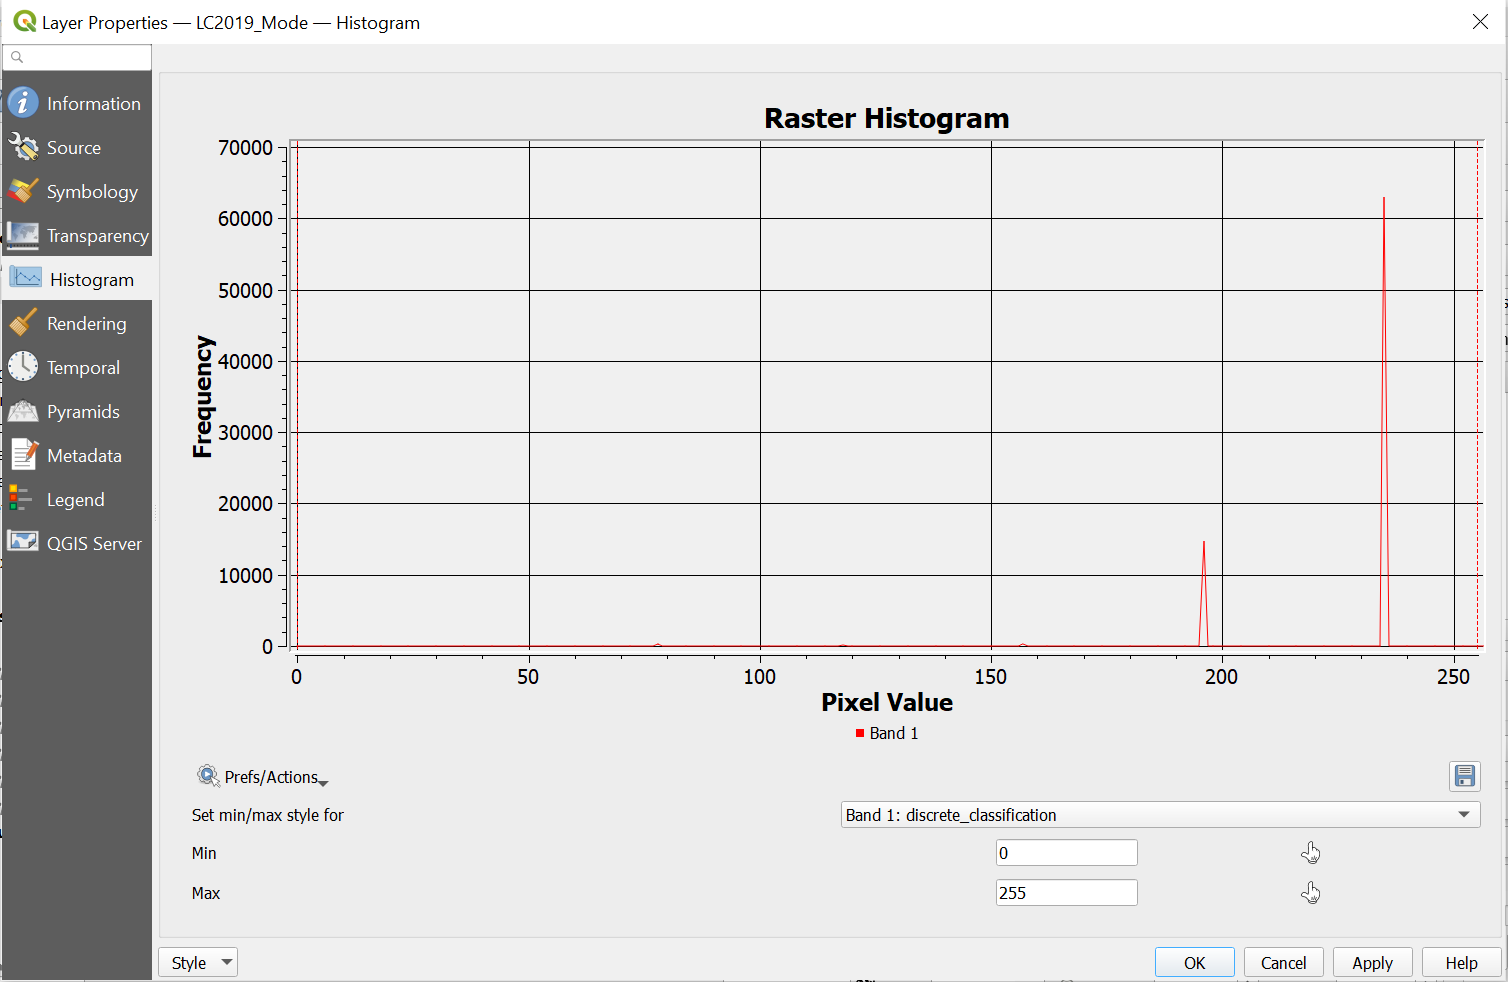 Layer Properties — LC2019_Mode — Histogram
Information
Source
Symbology
Transparency
Histogram
Rendering
Temporal
Pyramids
Metadata
Legend
QGIS Server
Raster Histogram
70000
60000
50000
40000
30000
20000
10000
0
Frequency
0 50 100 150 200 250
Pixel Value
Band 1
Prefs/Actions
Set min/max style for Band 1: discrete_classification
Min 0
Max 255
Style OK Cancel Apply Help